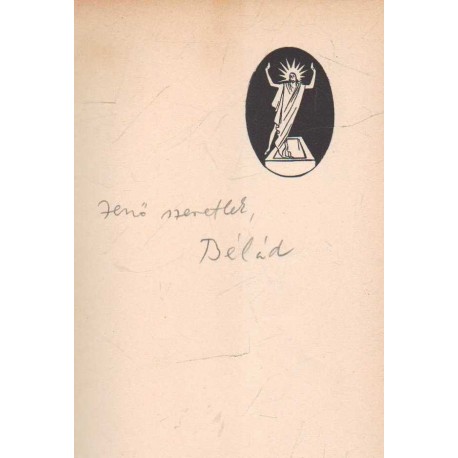 Jenő szeretlek,
Bélád